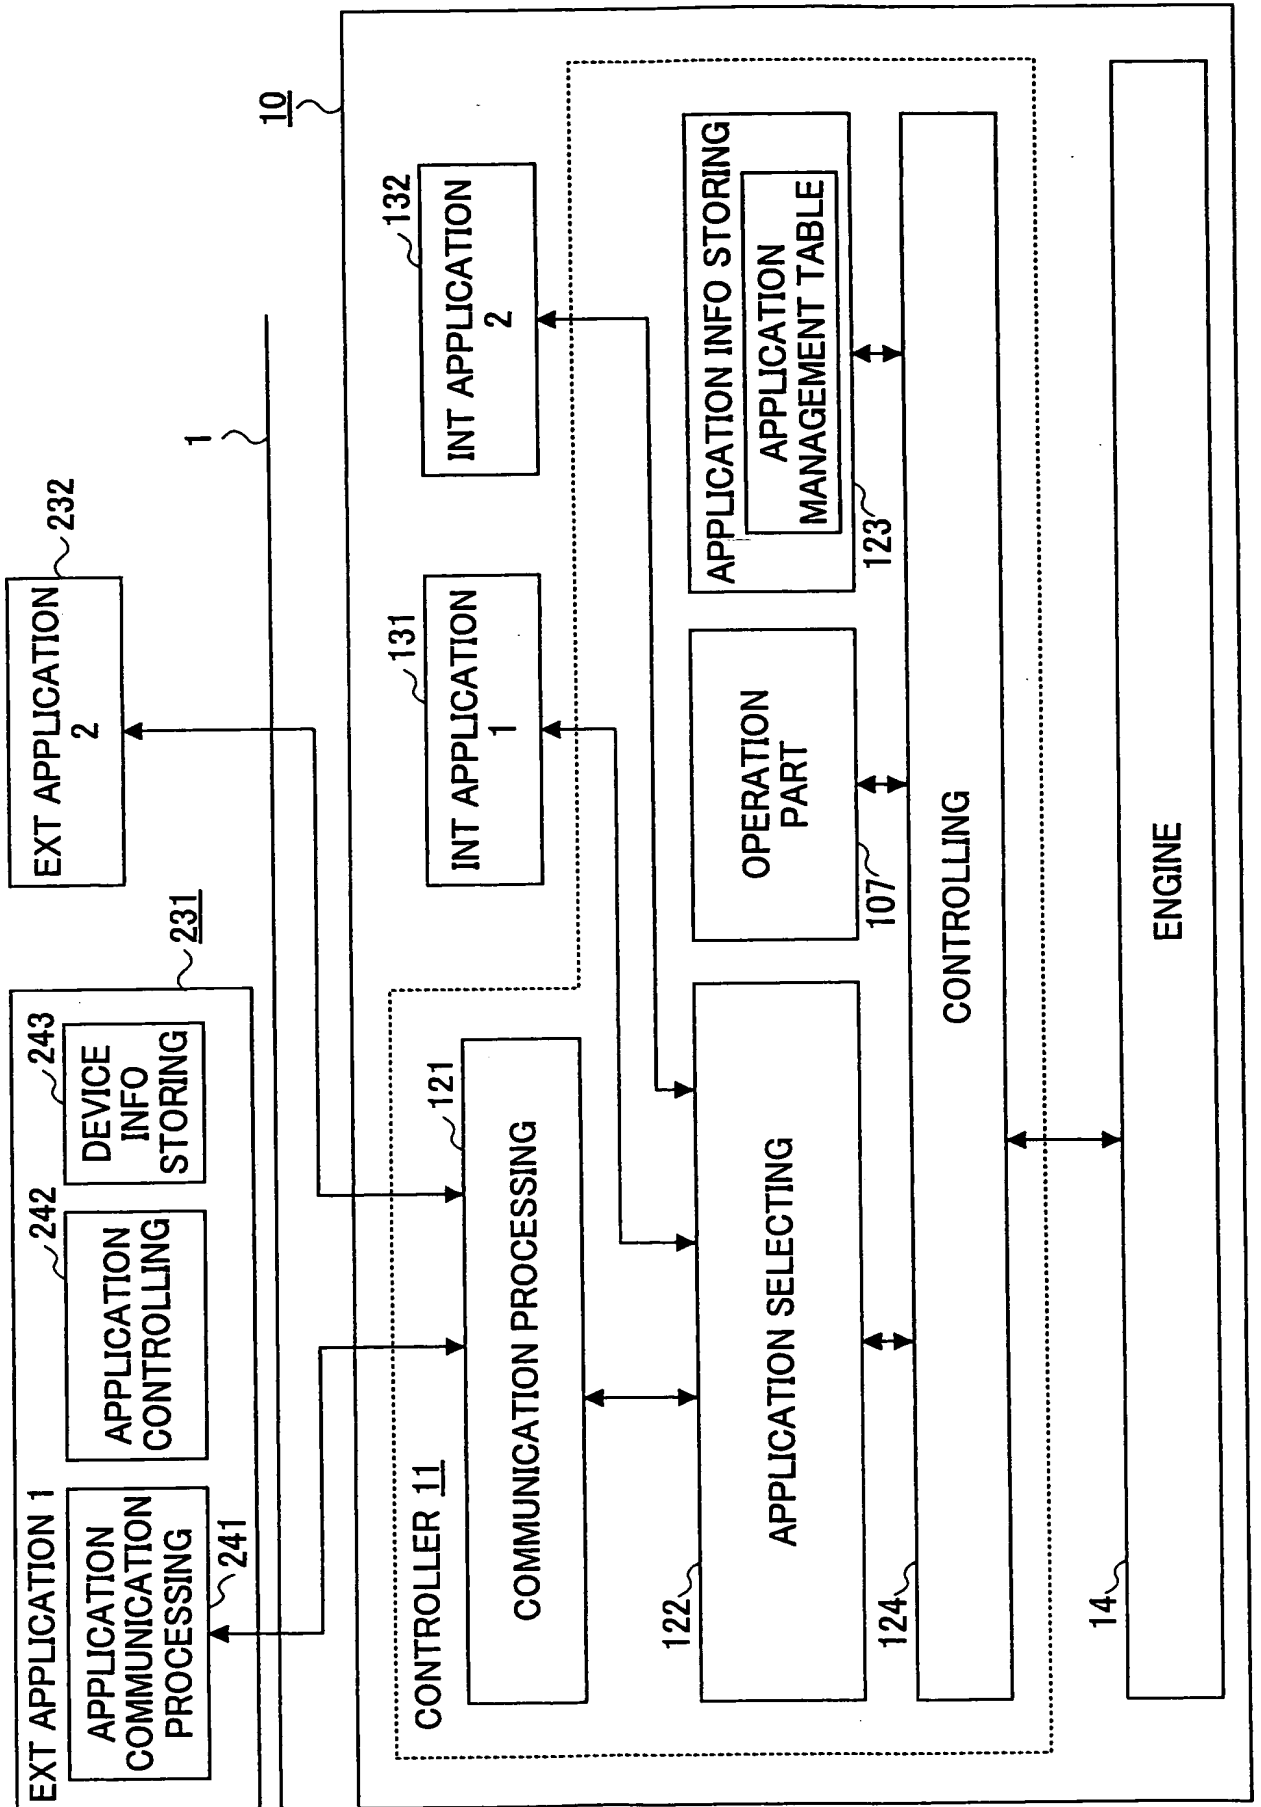 EXT APPLICATION 1
APPLICATION
COMMUNICATION
PROCESSING
241
APPLICATION
CONTROLLING
242
DEVICE
INFO
STORING
243
231
EXT APPLICATION
2
232
1
10
CONTROLLER 11
COMMUNICATION PROCESSING
121
INT APPLICATION
1
131
INT APPLICATION
2
132
APPLICATION SELECTING
122
OPERATION
PART
107
APPLICATION INFO STORING
APPLICATION
MANAGEMENT TABLE
123
CONTROLLING
124
ENGINE
14